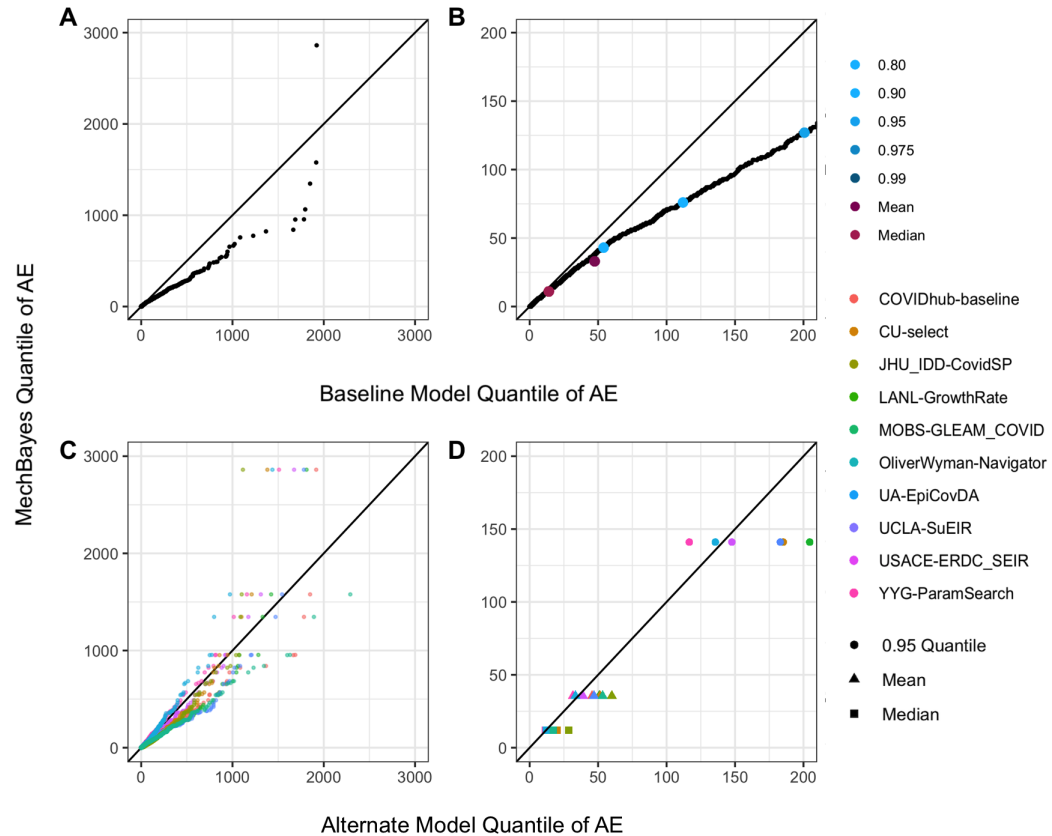 A
B
3000
2000
1000
0
0
1000
2000
3000
200
150
100
50
0
0
50
100
150
200
MechBayes Quantile of AE
Baseline Model Quantile of AE
C
D
3000
2000
1000
0
0
1000
2000
3000
200
150
100
50
0
0
50
100
150
200
Alternate Model Quantile of AE
0.80
0.90
0.95
0.975
0.99
Mean
Median
COVIDhub-baseline
CU-select
JHU_IDD-CovidSP
LANL-GrowthRate
MOBS-GLEAM_COVID
OliverWyman-Navigator
UA-EpiCovDA
UCLA-SuEIR
USACE-ERDC_SEIR
YYG-ParamSearch
0.95 Quantile
Mean
Median